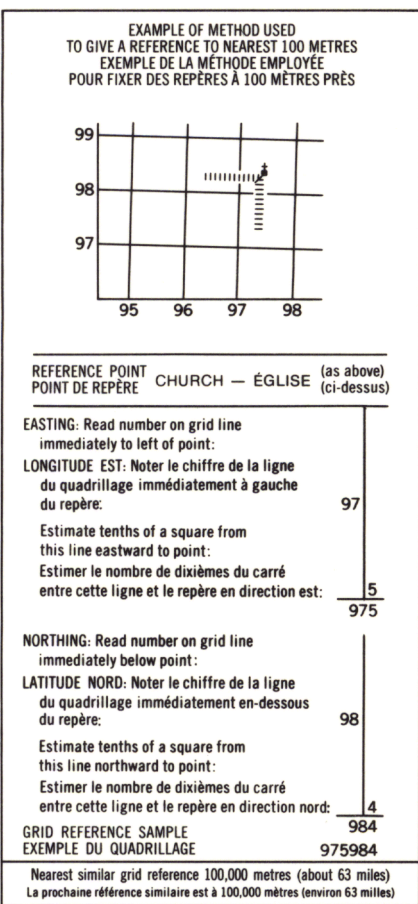 EXAMPLE OF METHOD USED
TO GIVE A REFERENCE TO NEAREST 100 METRES
EXEMPLE DE LA MÉTHODE EMPLOYÉE
POUR FIXER DES REPÈRES À 100 MÈTRES PRÈS
99
98
97
95 96 97 98
REFERENCE POINT
POINT DE REPÈRE CHURCH — ÉGLISE (as above)
(ci-dessus)
EASTING: Read number on grid line
immediately to left of point:
LONGITUDE EST: Noter le chiffre de la ligne
du quadrillage immédiatement à gauche
du repère: 97
Estimate tenths of a square from
this line eastward to point:
Estimer le nombre de dixièmes du carré
entre cette ligne et le repère en direction est: 5
975
NORTHING: Read number on grid line
immediately below point:
LATITUDE NORD: Noter le chiffre de la ligne
du quadrillage immédiatement en-dessous
du repère: 98
Estimate tenths of a square from
this line northward to point:
Estimer le nombre de dixièmes du carré
entre cette ligne et le repère en direction nord: 4
984
GRID REFERENCE SAMPLE
EXEMPLE DU QUADRILLAGE 975984
Nearest similar grid reference 100,000 metres (about 63 miles)
La prochaine référence similaire est à 100,000 mètres (environ 63 milles)